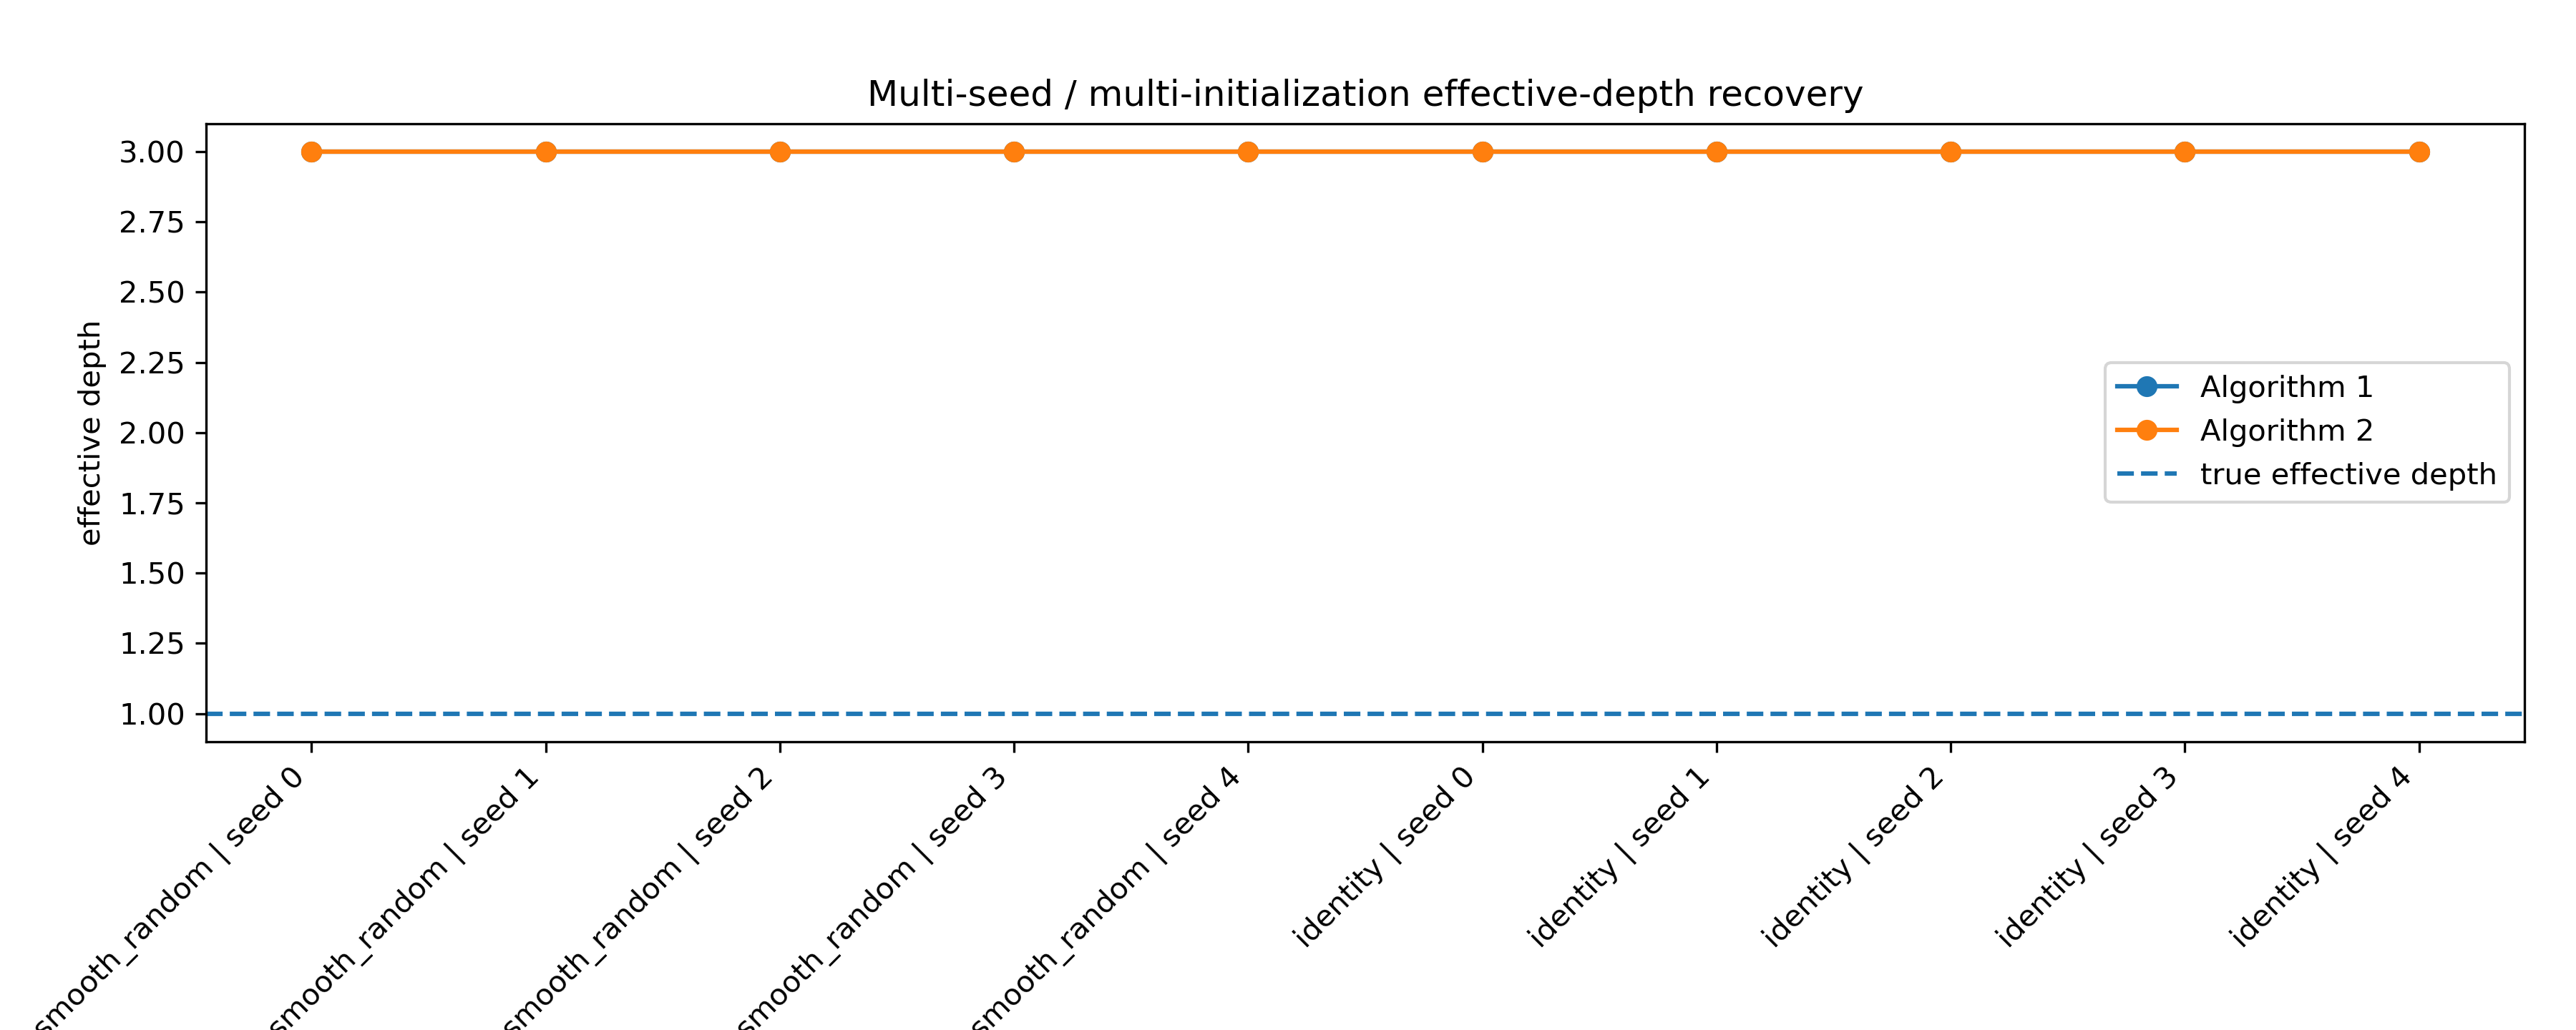 Multi-seed / multi-initialization effective-depth recovery
effective depth
3.00
2.75
2.50
2.25
2.00
1.75
1.50
1.25
1.00
Algorithm 1
Algorithm 2
true effective depth
smooth_random | seed 0
smooth_random | seed 1
smooth_random | seed 2
smooth_random | seed 3
smooth_random | seed 4
identity | seed 0
identity | seed 1
identity | seed 2
identity | seed 3
identity | seed 4